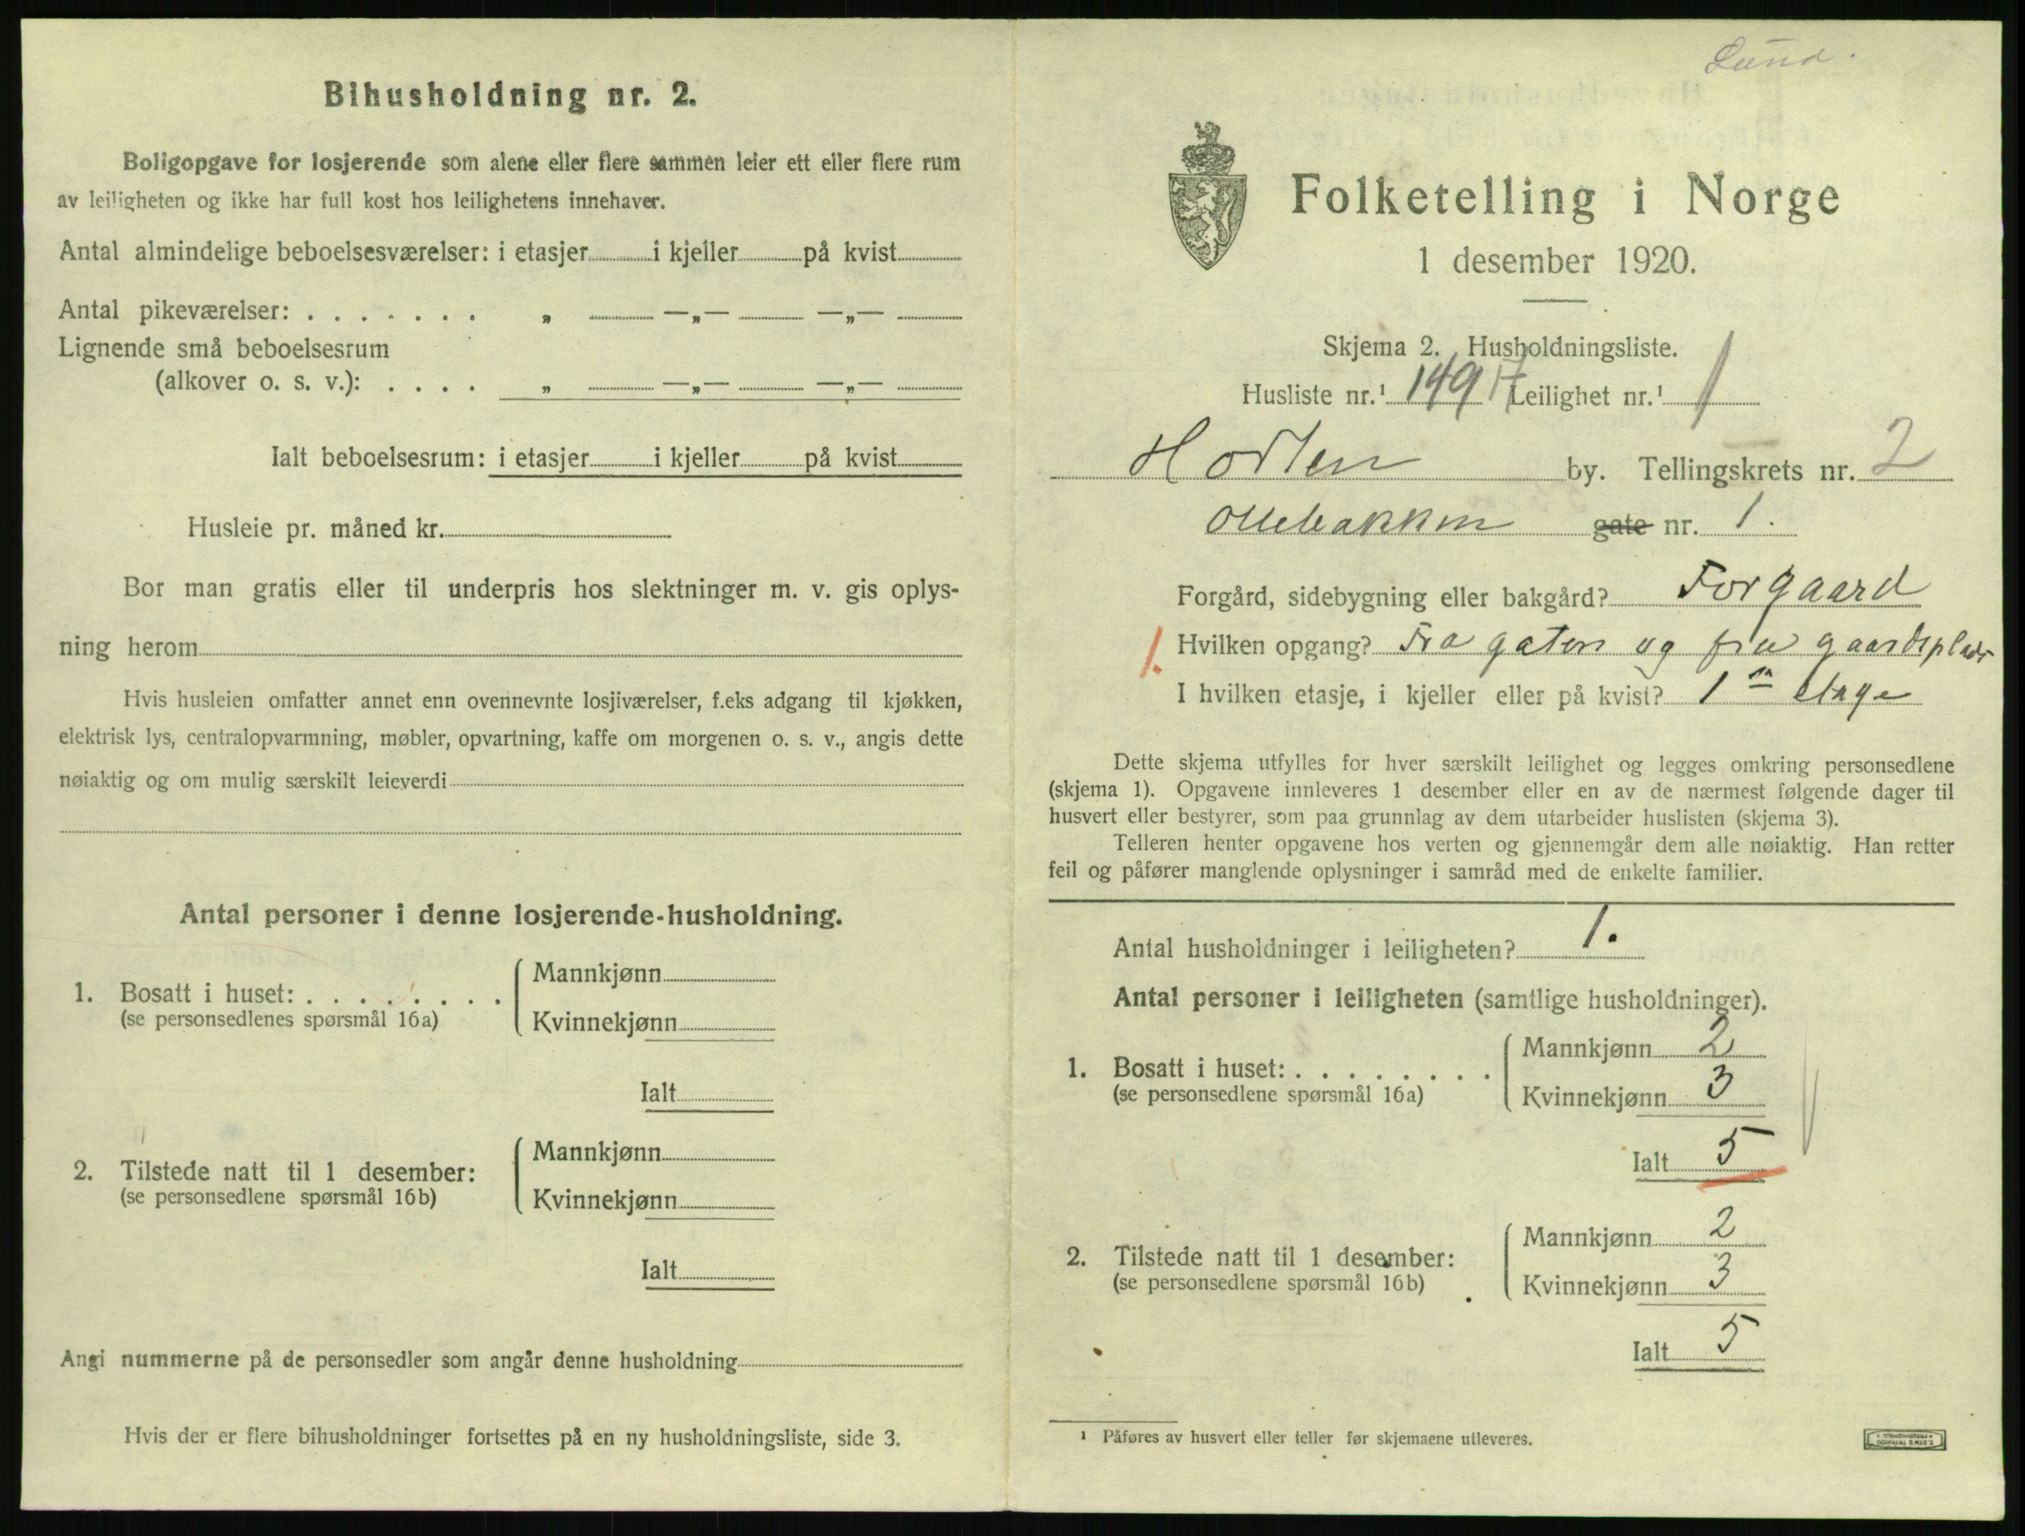 Bihusholdning nr. 2.
Boligopgave for losjerende som alene eller flere sammen leier ett eller flere rum
av leiligheten og ikke har full kost hos leilighetens innehaver.
Antal almindelige beboelsesværelser: i etasjer i kjeller på kvist
Antal pikeværelser: . . . . . . . „ —„— —„—
Lignende små beboelsesrum
(alkover o. s. v.): . . . . „ —„— —„—
Ialt beboelsesrum: i etasjer i kjeller på kvist
Husleie pr. måned kr.
Bor man gratis eller til underpris hos slektninger m. v. gis oplys-
ning herom
Hvis husleien omfatter annet enn ovennevnte losjiværelser, f.eks adgang til kjøkken,
elektrisk lys, centralopvarmning, møbler, opvartning, kaffe om morgenen o. s. v., angis dette
nøiaktig og om mulig særskilt leieverdi
Antal personer i denne losjerende-husholdning.
1. Bosatt i huset: . . . . . . . .
(se personsedlenes spørsmål 16a)
Mannkjønn
Kvinnekjønn
Ialt
2. Tilstede natt til 1 desember:
(se personsedlene spørsmål 16b)
Mannkjønn
Kvinnekjønn
Ialt
Angi nummerne på de personsedler som angår denne husholdning
Hvis der er flere bihusholdninger fortsettes på en ny husholdningsliste, side 3.
Lund.
Folketelling i Norge
1 desember 1920.
Skjema 2. Husholdningsliste.
Husliste nr.¹ 149 Leilighet nr.¹ 1
Horten by. Tellingskrets nr. 2
Ollebakken gate nr. 1.
Forgård, sidebygning eller bakgård? Forgaard
1. Hvilken opgang? Fra gaten og fra gaardsplads
I hvilken etasje, i kjeller eller på kvist? 1ste etage
Dette skjema utfylles for hver særskilt leilighet og legges omkring personsedlene
(skjema 1). Opgavene innleveres 1 desember eller en av de nærmest følgende dager til
husvert eller bestyrer, som paa grunnlag av dem utarbeider huslisten (skjema 3).
Telleren henter opgavene hos verten og gjennemgår dem alle nøiaktig. Han retter
feil og påfører manglende oplysninger i samråd med de enkelte familier.
Antal husholdninger i leiligheten? 1.
Antal personer i leiligheten (samtlige husholdninger).
1. Bosatt i huset: . . . . . . . .
(se personsedlene spørsmål 16a)
Mannkjønn 2
Kvinnekjønn 3
Ialt 5
2. Tilstede natt til 1 desember:
(se personsedlene spørsmål 16b)
Mannkjønn 2
Kvinnekjønn 3
Ialt 5
¹ Påføres av husvert eller teller før skjemaene utleveres.